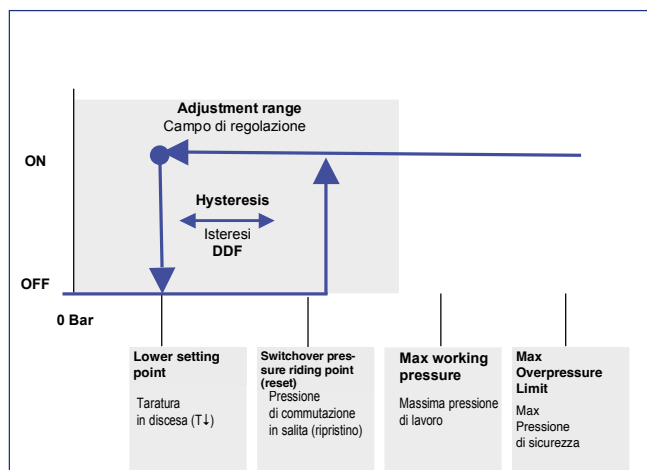 Adjustment range
Campo di regolazione
ON
Hysteresis
Isteresi
DDF
OFF
0 Bar
Lower setting
point
Taratura
in discesa (T↓)
Switchover pres-
sure riding point
(reset)
Pressione
di commutazione
in salita (ripristino)
Max working
pressure
Massima pressione
di lavoro
Max
Overpressure
Limit
Max
Pressione
di sicurezza